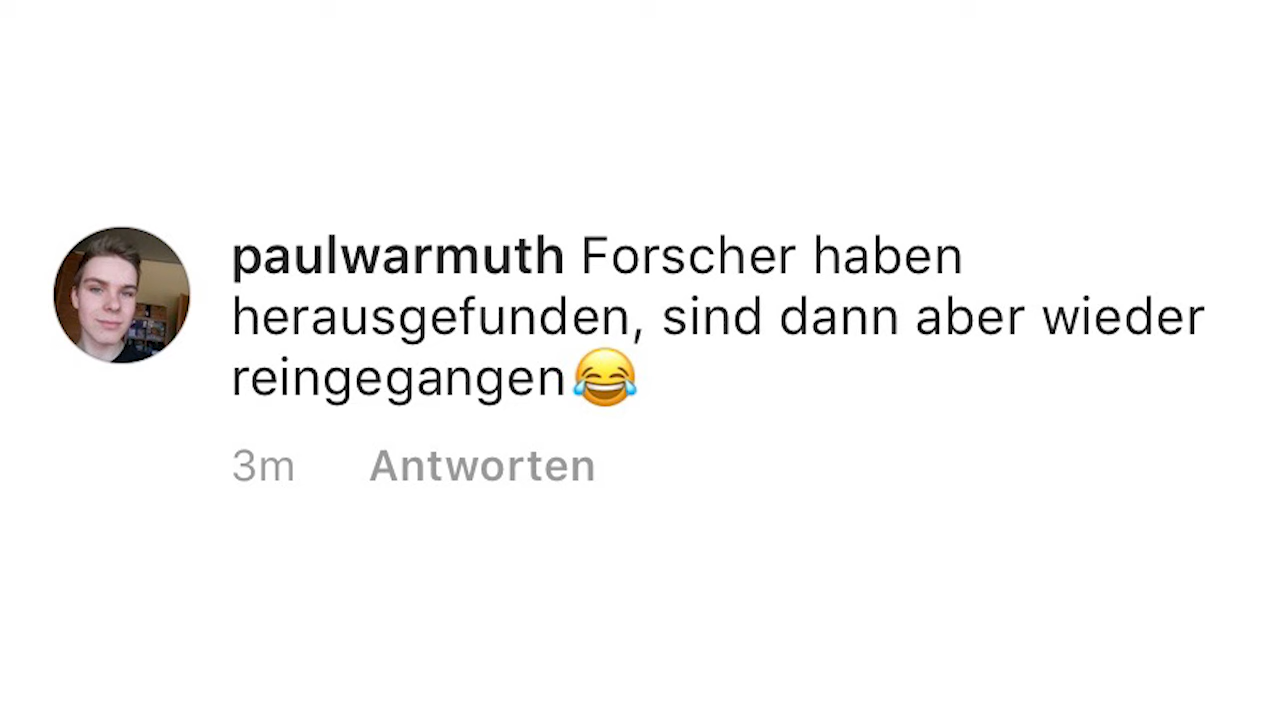 paulwarmuth Forscher haben
herausgefunden, sind dann aber wieder
reingegangen😂
3m Antworten